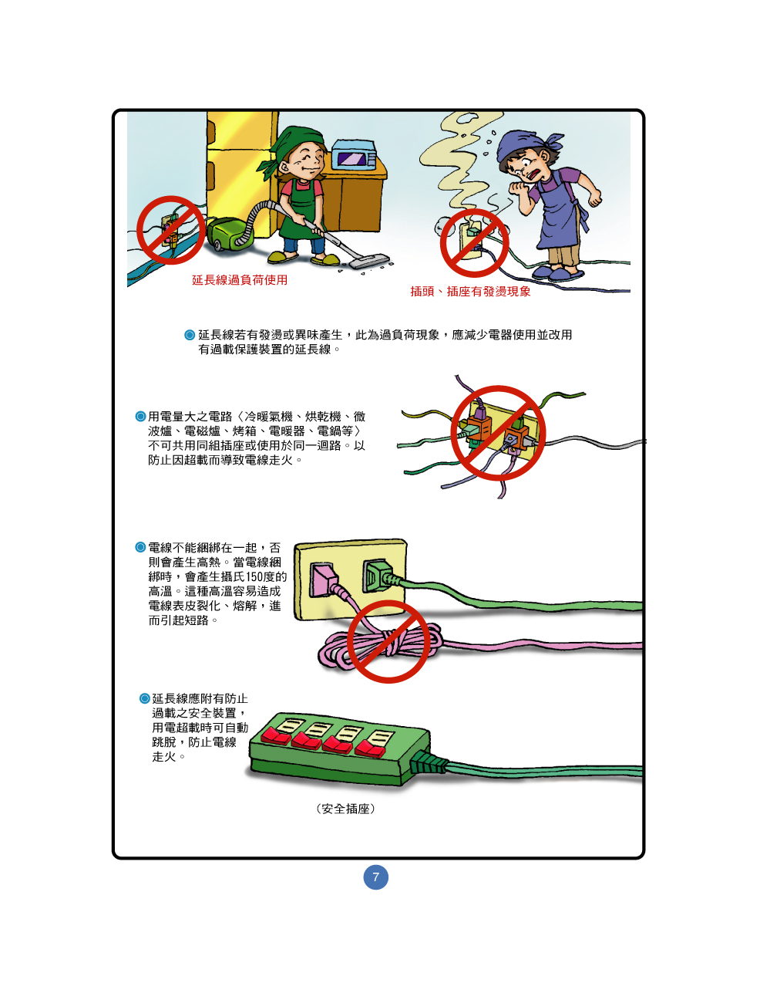 延長線過負荷使用
插頭、插座有發燙現象
延長線若有發燙或異味產生，此為過負荷現象，應減少電器使用並改用
有過載保護裝置的延長線。
用電量大之電路〈冷暖氣機、烘乾機、微
波爐、電磁爐、烤箱、電暖器、電鍋等〉
不可共用同組插座或使用於同一迴路。以
防止因超載而導致電線走火。
電線不能綑綁在一起，否
則會產生高熱。當電線綑
綁時，會產生攝氏150度的
高溫。這種高溫容易造成
電線表皮裂化、熔解，進
而引起短路。
延長線應附有防止
過載之安全裝置，
用電超載時可自動
跳脫，防止電線
走火。
（安全插座）
7